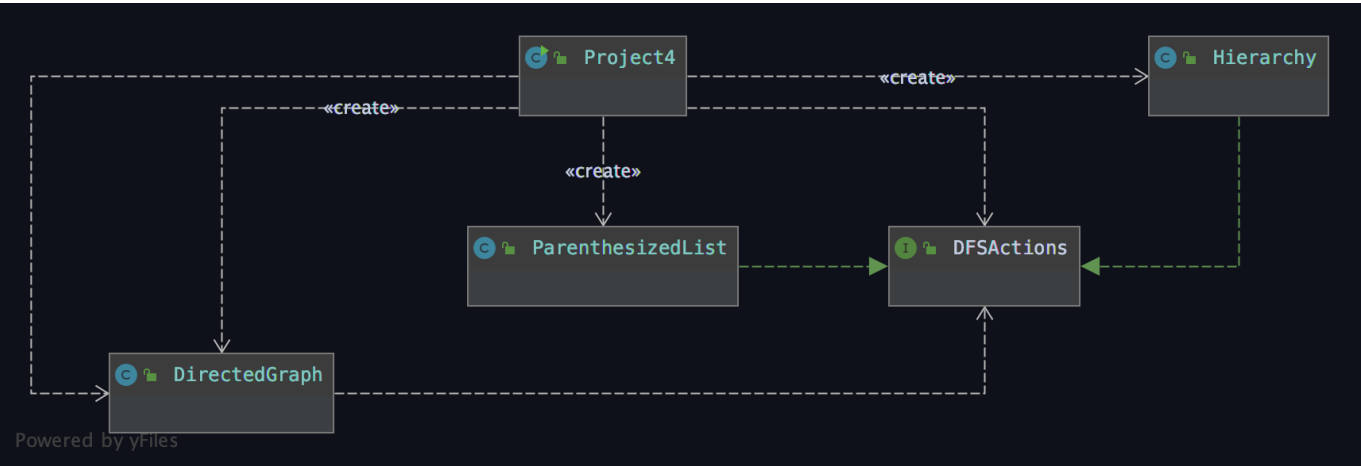 Project4
Hierarchy
«create»
«create»
«create»
ParenthesizedList
DFSActions
DirectedGraph
Powered by yFiles